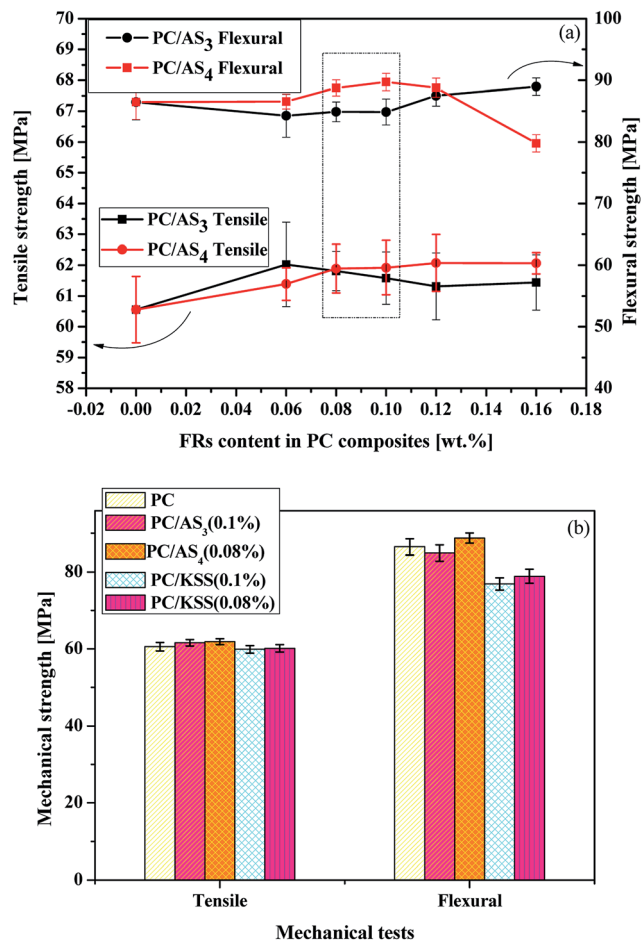 (a)
PC/AS3 Flexural
PC/AS4 Flexural
PC/AS3 Tensile
PC/AS4 Tensile
Tensile strength [MPa]
70
69
68
67
66
65
64
63
62
61
60
59
58
Flexural strength [MPa]
100
90
80
70
60
50
40
-0.02 0.00 0.02 0.04 0.06 0.08 0.10 0.12 0.14 0.16 0.18
FRs content in PC composites [wt.%]
(b)
PC
PC/AS3(0.1%)
PC/AS4(0.08%)
PC/KSS(0.1%)
PC/KSS(0.08%)
Mechanical strength [MPa]
80
60
40
20
0
Tensile Flexural
Mechanical tests